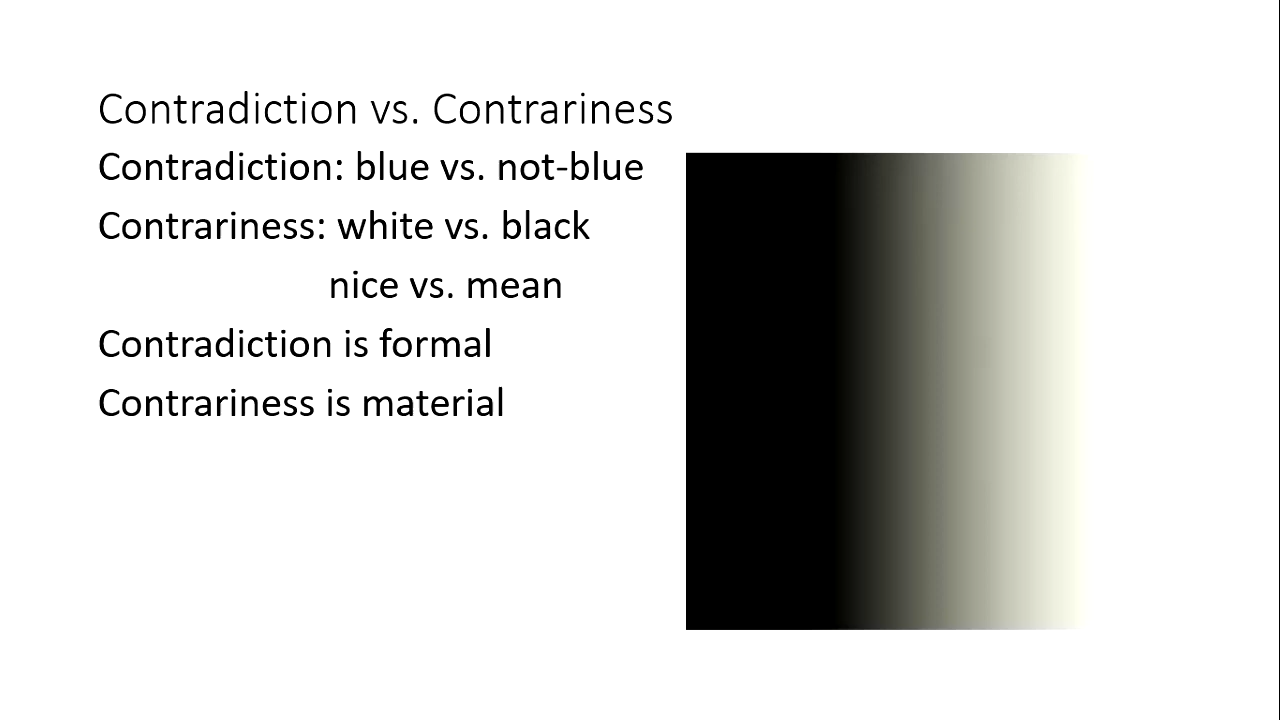 Contradiction vs. Contrariness
Contradiction: blue vs. not-blue
Contrariness: white vs. black
nice vs. mean
Contradiction is formal
Contrariness is material